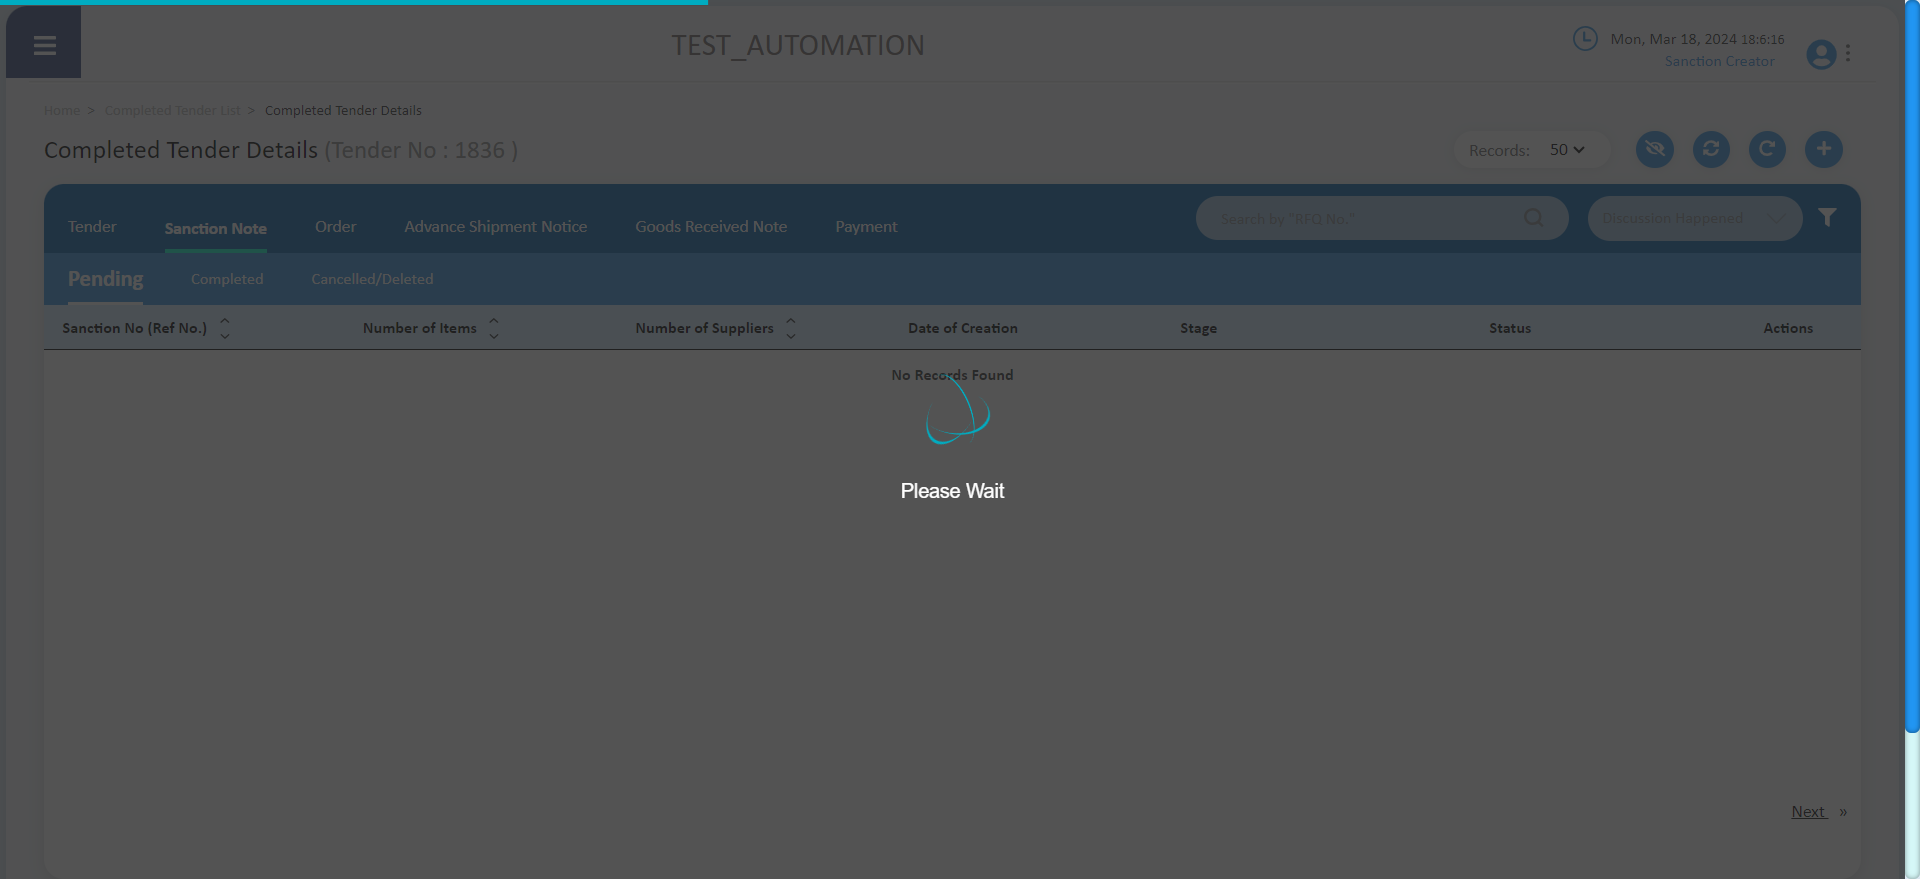 TEST_AUTOMATION
Mon, Mar 18, 2024 18:6:16
Sanction Creator
Home > Completed Tender List > Completed Tender Details
Completed Tender Details (Tender No : 1836 )
Records: 50
Tender Sanction Note Order Advance Shipment Notice Goods Received Note Payment
Search by "RFQ No."
Discussion Happened
Pending Completed Cancelled/Deleted
Sanction No (Ref No.) Number of Items Number of Suppliers Date of Creation Stage Status Actions
No Records Found
Please Wait
Next »